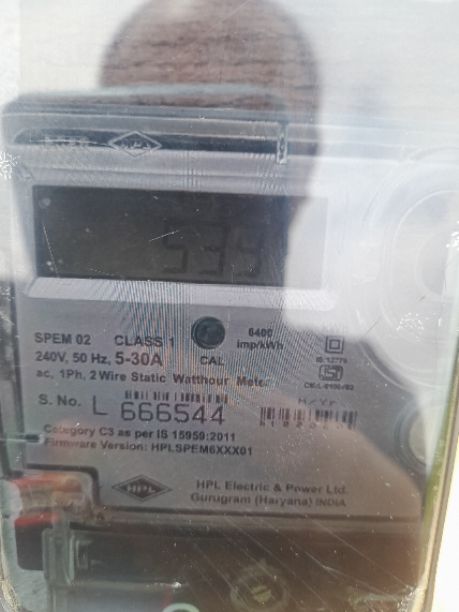 HPL
539
SPEM 02 CLASS 1 6400
240V, 50 Hz, 5-30A CAL imp/kWh
ac, 1Ph, 2 Wire Static Watthour Meter
S. No. L 666544 M/Yr
Category C3 as per IS 15959:2011
Firmware Version: HPLSPEM6XXX01
HPL HPL Electric & Power Ltd.
Gurugram (Haryana) INDIA